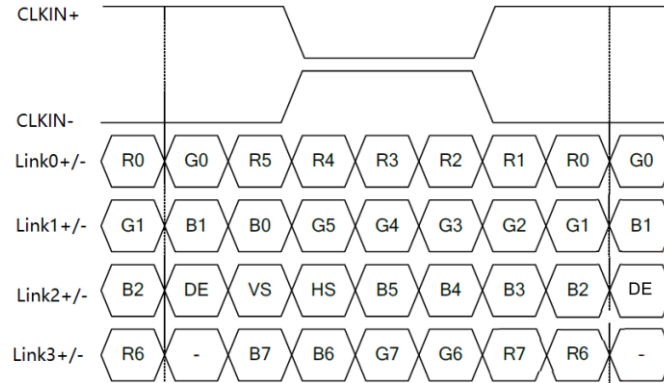 CLKIN+
CLKIN-
Link0+/- R0 G0 R5 R4 R3 R2 R1 R0 G0
Link1+/- G1 B1 B0 G5 G4 G3 G2 G1 B1
Link2+/- B2 DE VS HS B5 B4 B3 B2 DE
Link3+/- R6 - B7 B6 G7 G6 R7 R6 -